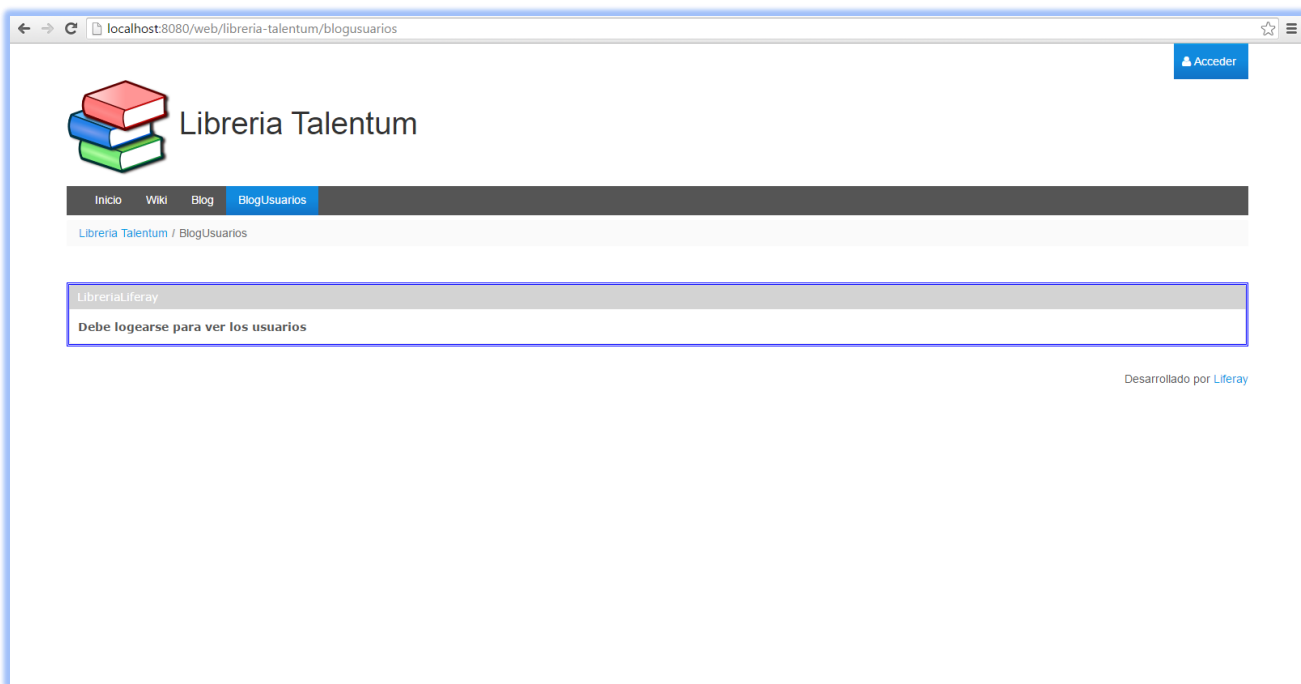 localhost:8080/web/libreria-talentum/blogusuarios
Acceder
Libreria Talentum
Inicio Wiki Blog BlogUsuarios
Libreria Talentum / BlogUsuarios
LibreriaLiferay
Debe logearse para ver los usuarios
Desarrollado por Liferay